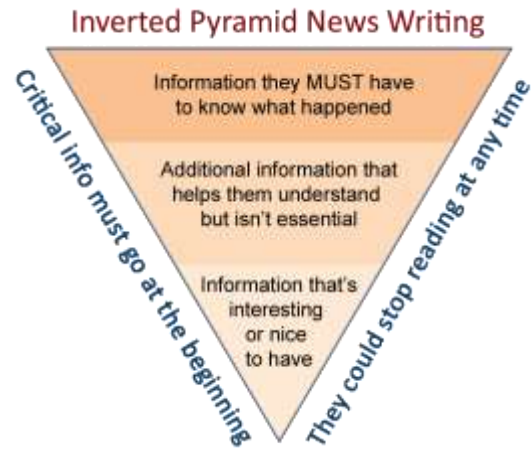 Inverted Pyramid News Writing
Critical info must go at the beginning
Information they MUST have
to know what happened
Additional information that
helps them understand
but isn't essential
Information that's
interesting
or nice
to have
They could stop reading at any time